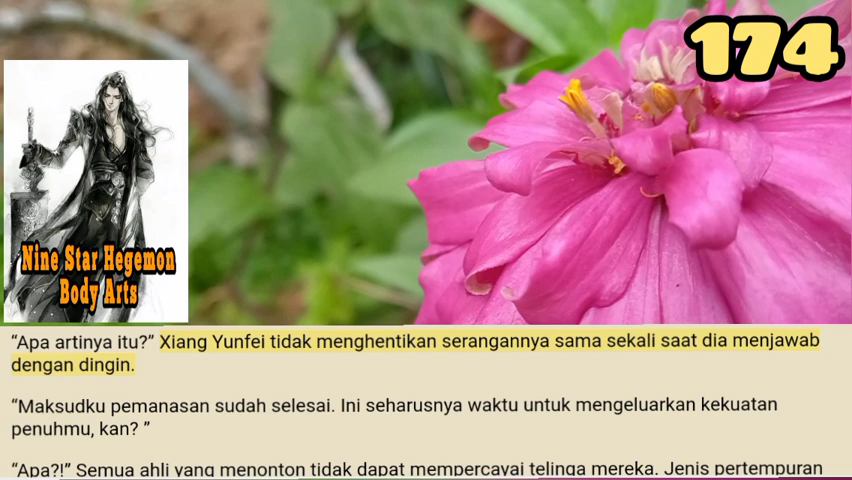 174
Nine Star Hegemon
Body Arts
“Apa artinya itu?” Xiang Yunfei tidak menghentikan serangannya sama sekali saat dia menjawab
dengan dingin.
“Maksudku pemanasan sudah selesai. Ini seharusnya waktu untuk mengeluarkan kekuatan
penuhmu, kan? ”
“Apa?!” Semua ahli yang menonton tidak dapat mempercayai telinga mereka. Jenis pertempuran